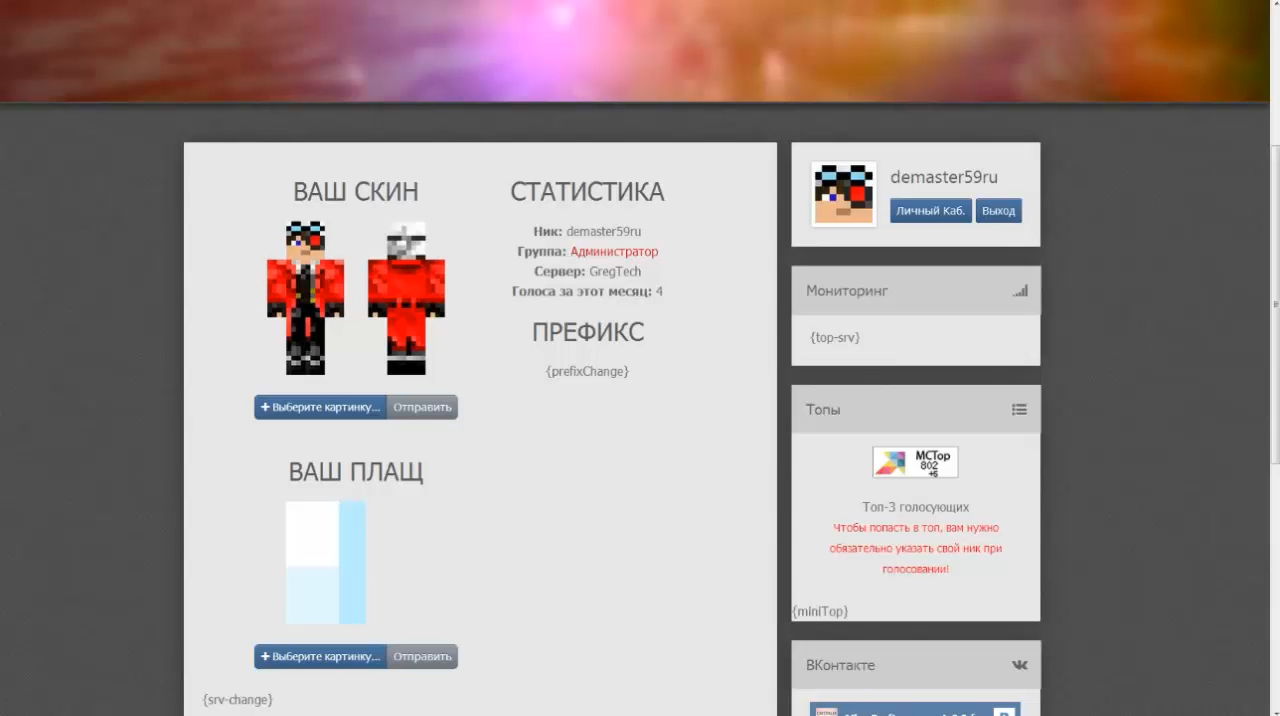 ВАШ СКИН
Выберите картинку...
Отправить
СТАТИСТИКА
Ник: demaster59ru
Группа: Администратор
Сервер: GregTech
Голоса за этот месяц: 4
ПРЕФИКС
{prefixChange}
ВАШ ПЛАЩ
Выберите картинку...
Отправить
{srv-change}
demaster59ru
Личный Каб.
Выход
Мониторинг
{top-srv}
Топы
MCTop
802
+6
Топ-3 голосующих
Чтобы попасть в топ, вам нужно
обязательно указать свой ник при
голосовании!
{miniTop}
ВКонтакте